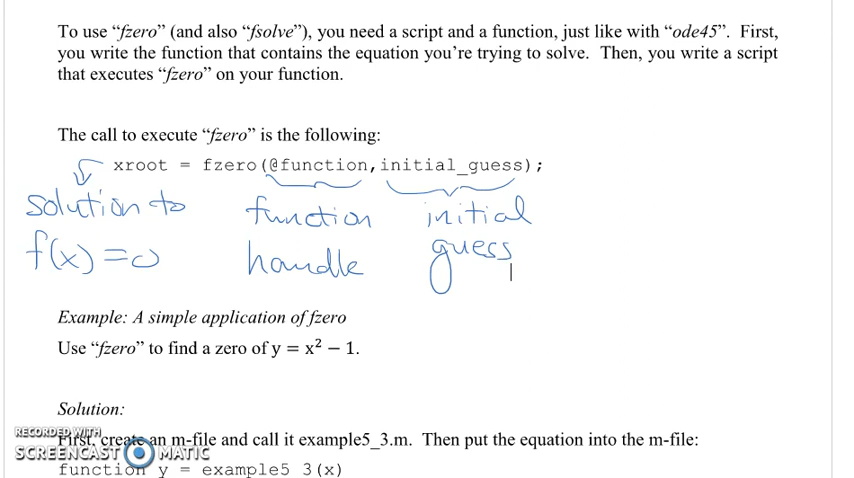 To use “fzero” (and also “fsolve”), you need a script and a function, just like with “ode45”. First,
you write the function that contains the equation you’re trying to solve. Then, you write a script
that executes “fzero” on your function.
The call to execute “fzero” is the following:
xroot = fzero(@function,initial_guess);
solution to
f(x)=0
function
handle
initial
guess
Example: A simple application of fzero
Use “fzero” to find a zero of y = x² − 1.
Solution:
First, create an m-file and call it example5_3.m. Then put the equation into the m-file:
function y = example5_3(x)
RECORDED WITH
SCREENCAST MATIC